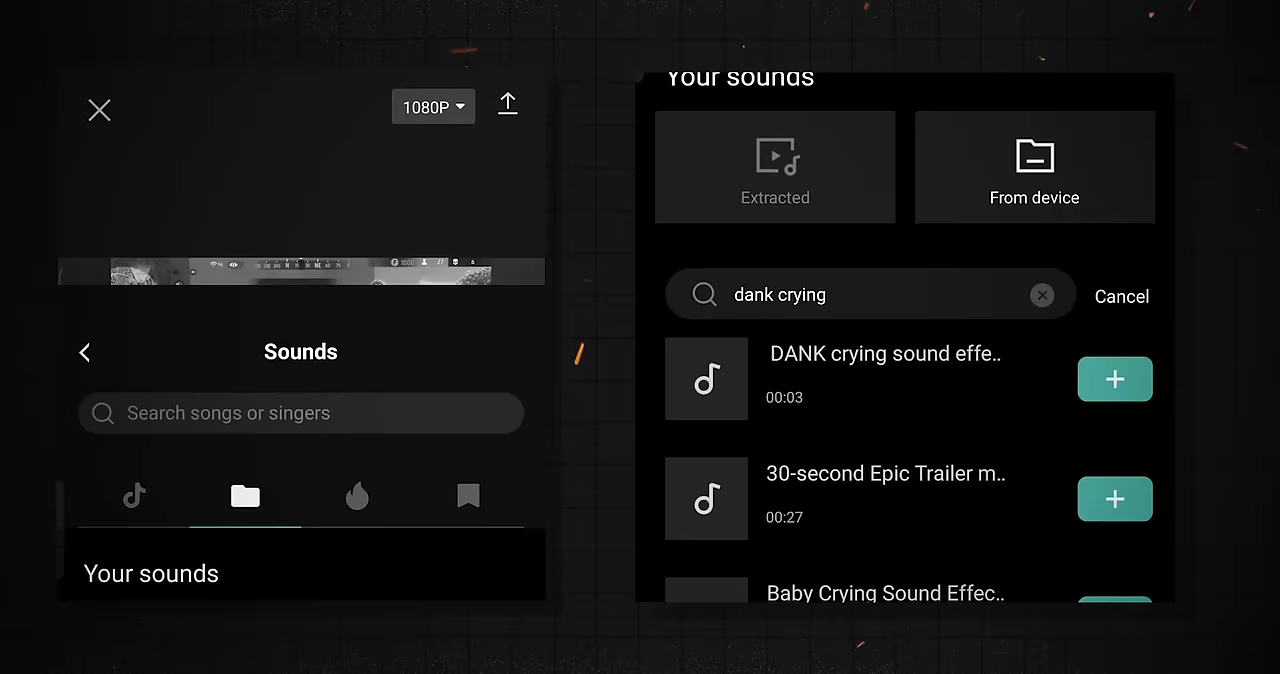 1080P
Sounds
Search songs or singers
Your sounds
Your sounds
Extracted
From device
dank crying
Cancel
DANK crying sound effe..
00:03
30-second Epic Trailer m..
00:27
Baby Crying Sound Effec..